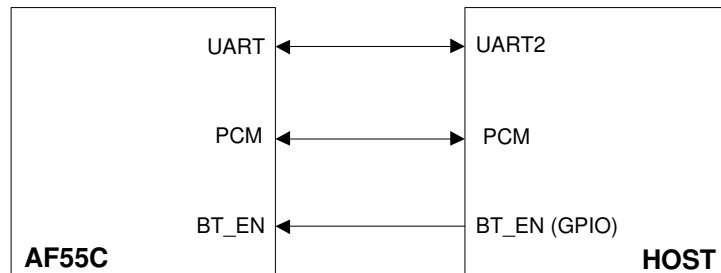 UART UART2
PCM PCM
BT_EN BT_EN (GPIO)
AF55C HOST